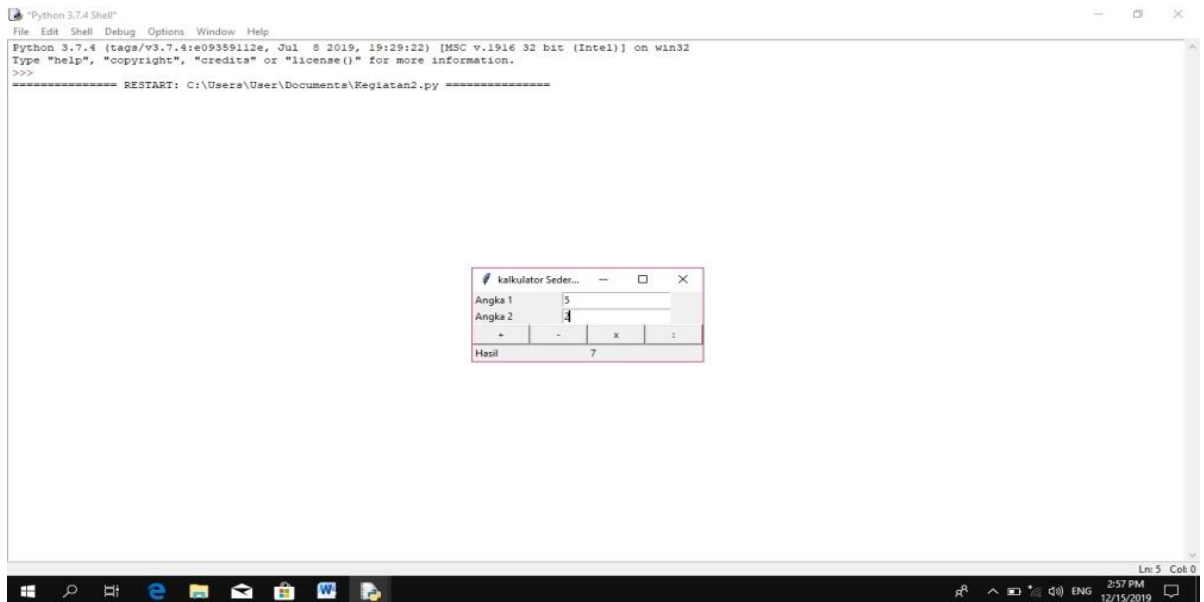 *Python 3.7.4 Shell*
File Edit Shell Debug Options Window Help
Python 3.7.4 (tags/v3.7.4:e09359112e, Jul 8 2019, 19:29:22) [MSC v.1916 32 bit (Intel)] on win32
Type "help", "copyright", "credits" or "license()" for more information.
>>>
=============== RESTART: C:\Users\User\Documents\Kegiatan2.py ===============
kalkulator Seder...
Angka 1 5
Angka 2 2
+ - x :
Hasil 7
Ln: 5 Col: 0
ENG 2:57 PM
12/15/2019